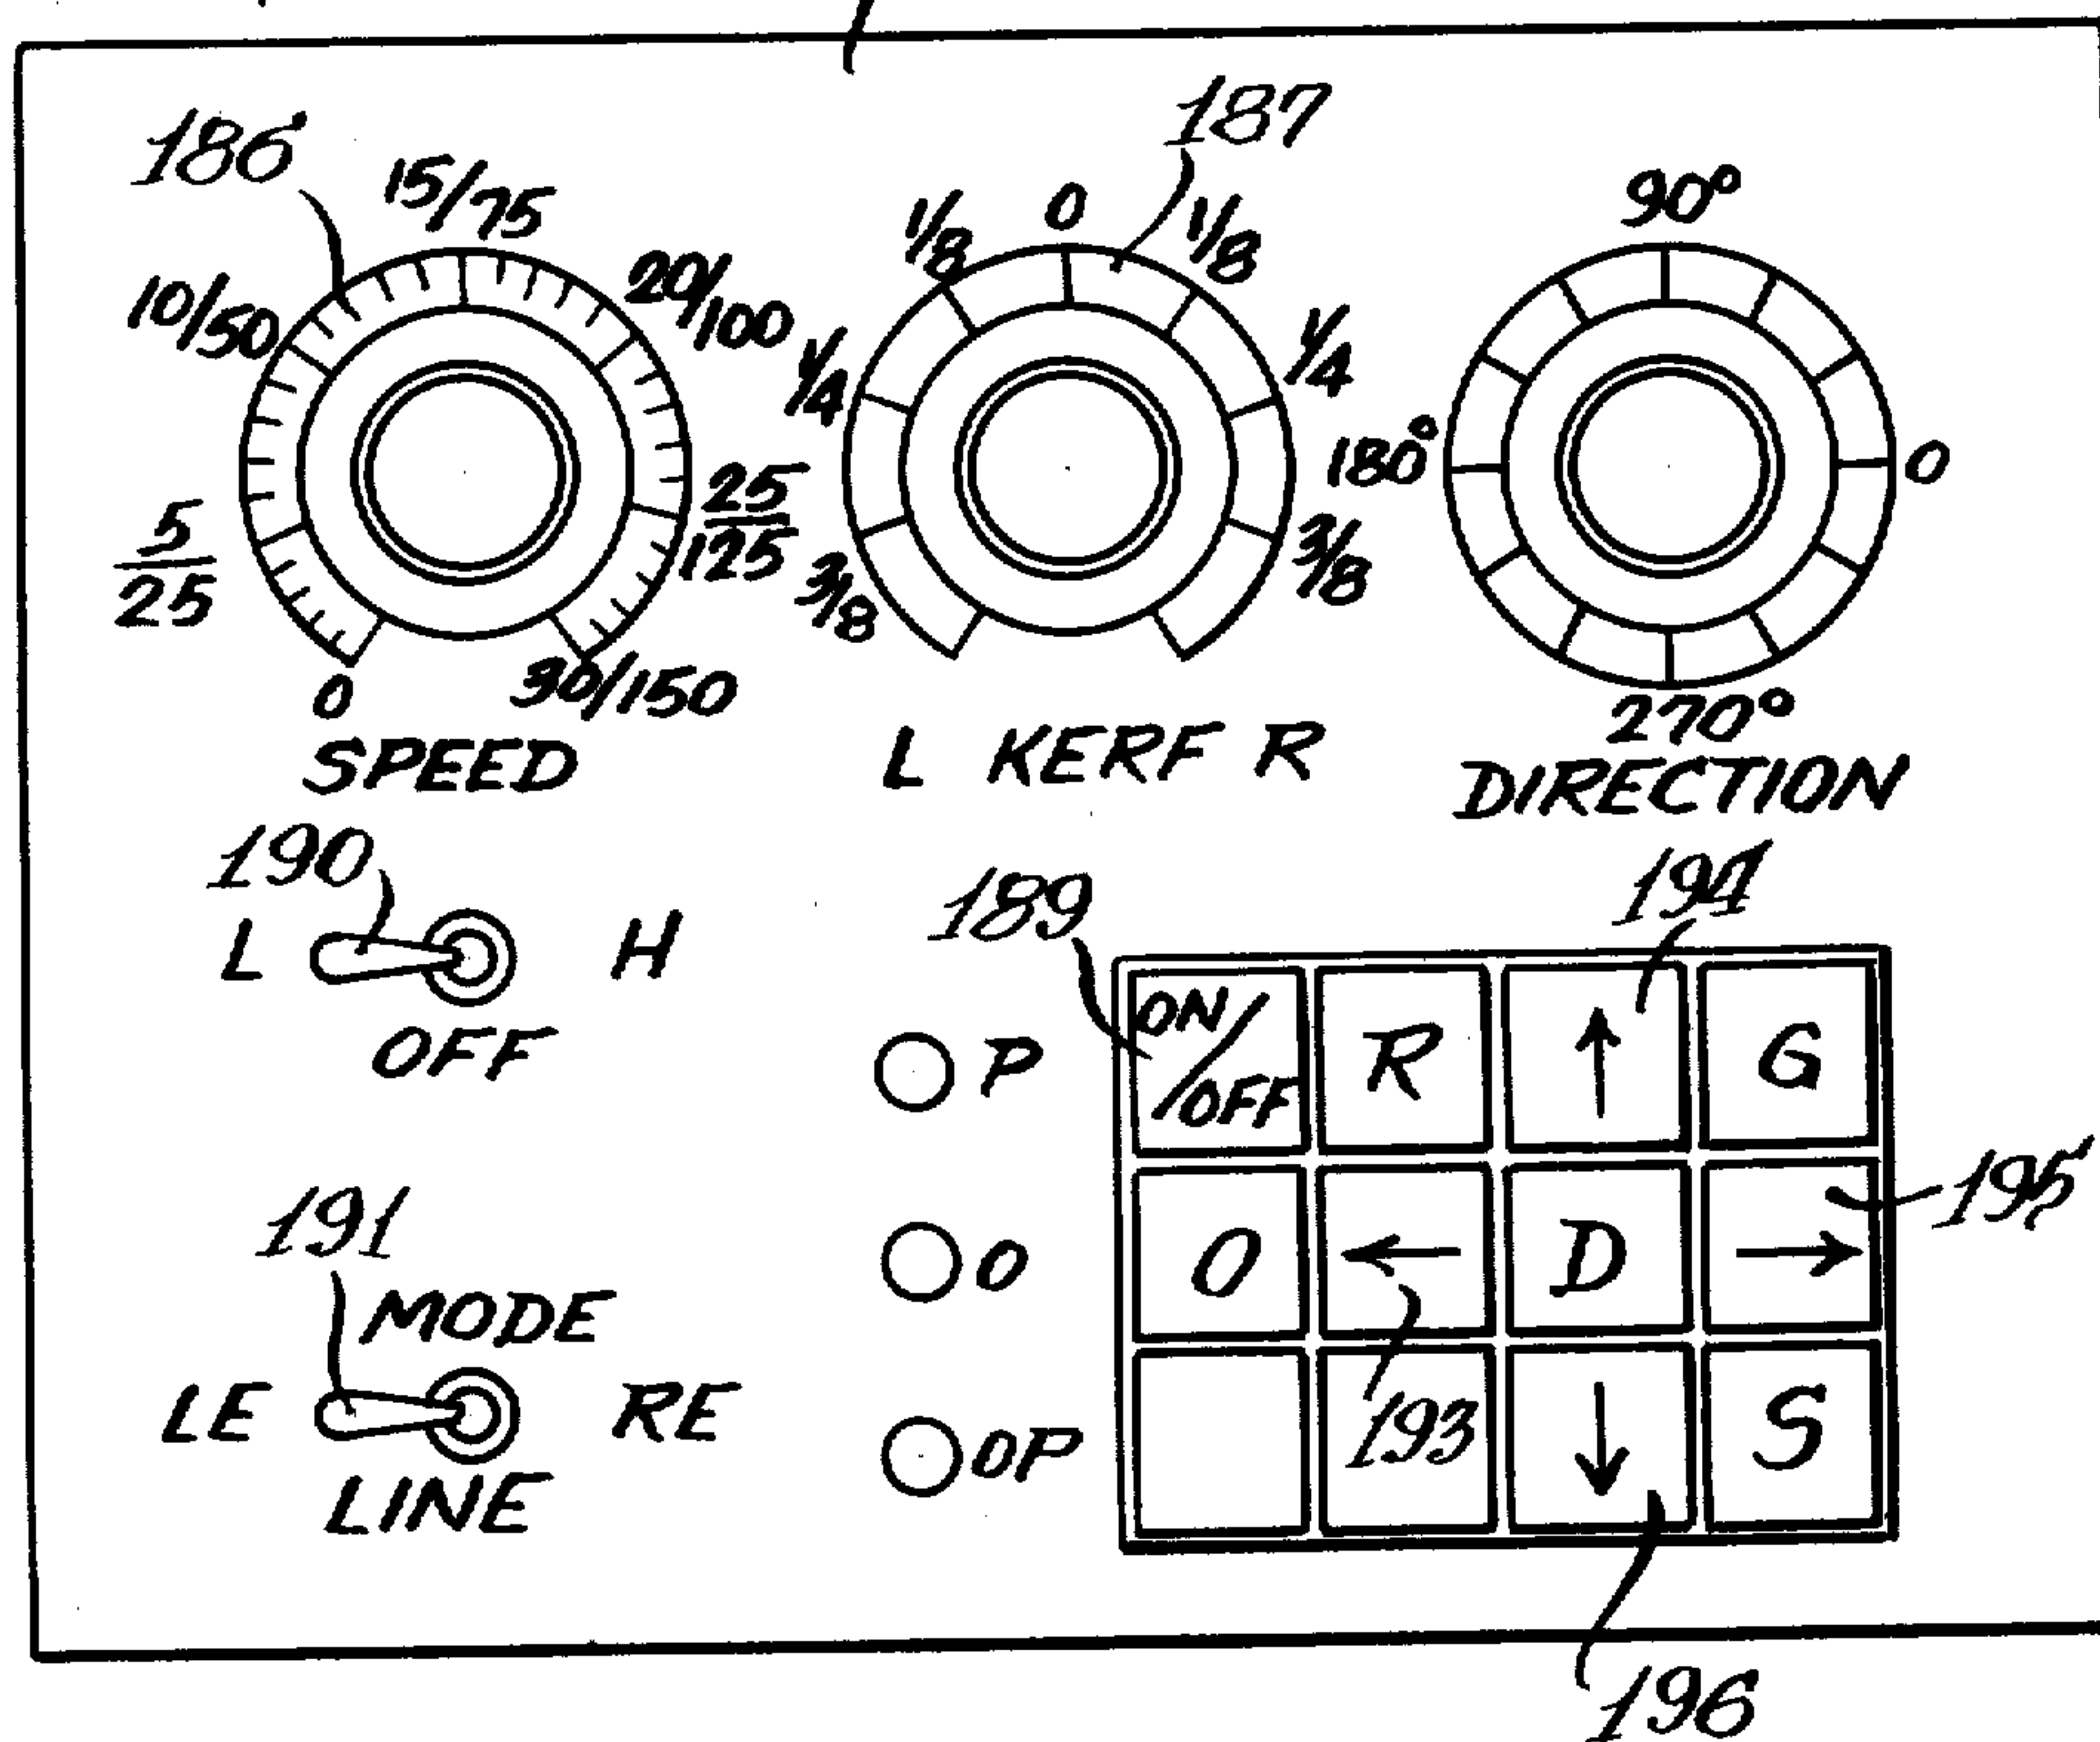 186
187
15/75
10/50
20/100
5/25
25/125
0
30/150
SPEED
1/8
0
1/8
1/4
1/4
3/8
3/8
L KERF R
90°
180°
0
270°
DIRECTION
190
L
H
OFF
189
194
P
ON/OFF
R
↑
G
191
MODE
O
O
←
D
→
195
LE
RE
LINE
OP
193
↓
S
196